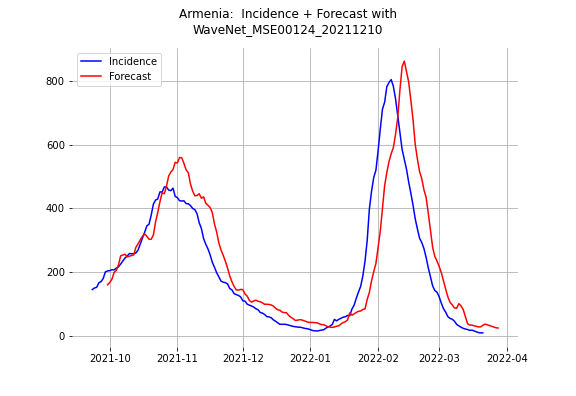 Armenia:  Incidence + Forecast with
WaveNet_MSE00124_20211210
Incidence
Forecast
800
600
400
200
0
2021-10 2021-11 2021-12 2022-01 2022-02 2022-03 2022-04